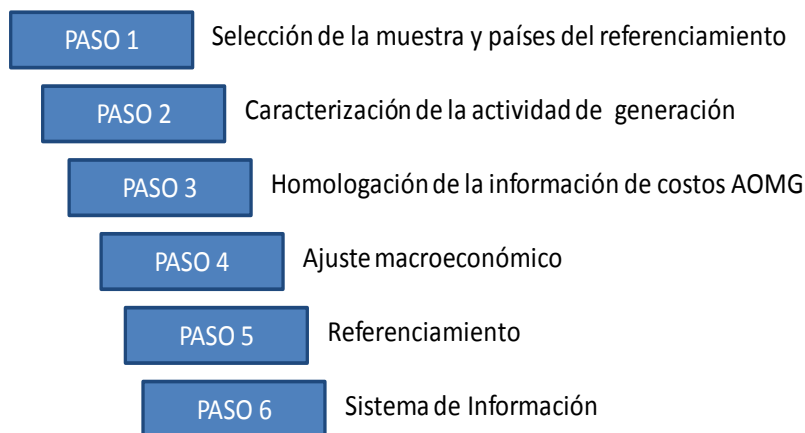 PASO 1 Selección de la muestra y países del referenciamiento
PASO 2 Caracterización de la actividad de generación
PASO 3 Homologación de la información de costos AOMG
PASO 4 Ajuste macroeconómico
PASO 5 Referenciamiento
PASO 6 Sistema de Información